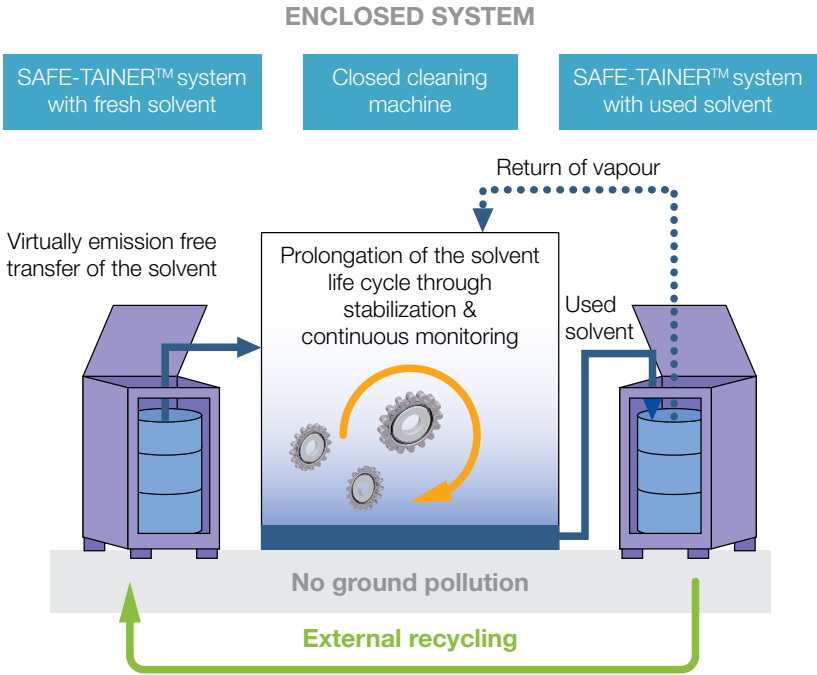 ENCLOSED SYSTEM
SAFE-TAINER™ system
with fresh solvent
Closed cleaning
machine
SAFE-TAINER™ system
with used solvent
Return of vapour
Virtually emission free
transfer of the solvent
Prolongation of the solvent
life cycle through
stabilization &
continuous monitoring
Used
solvent
No ground pollution
External recycling